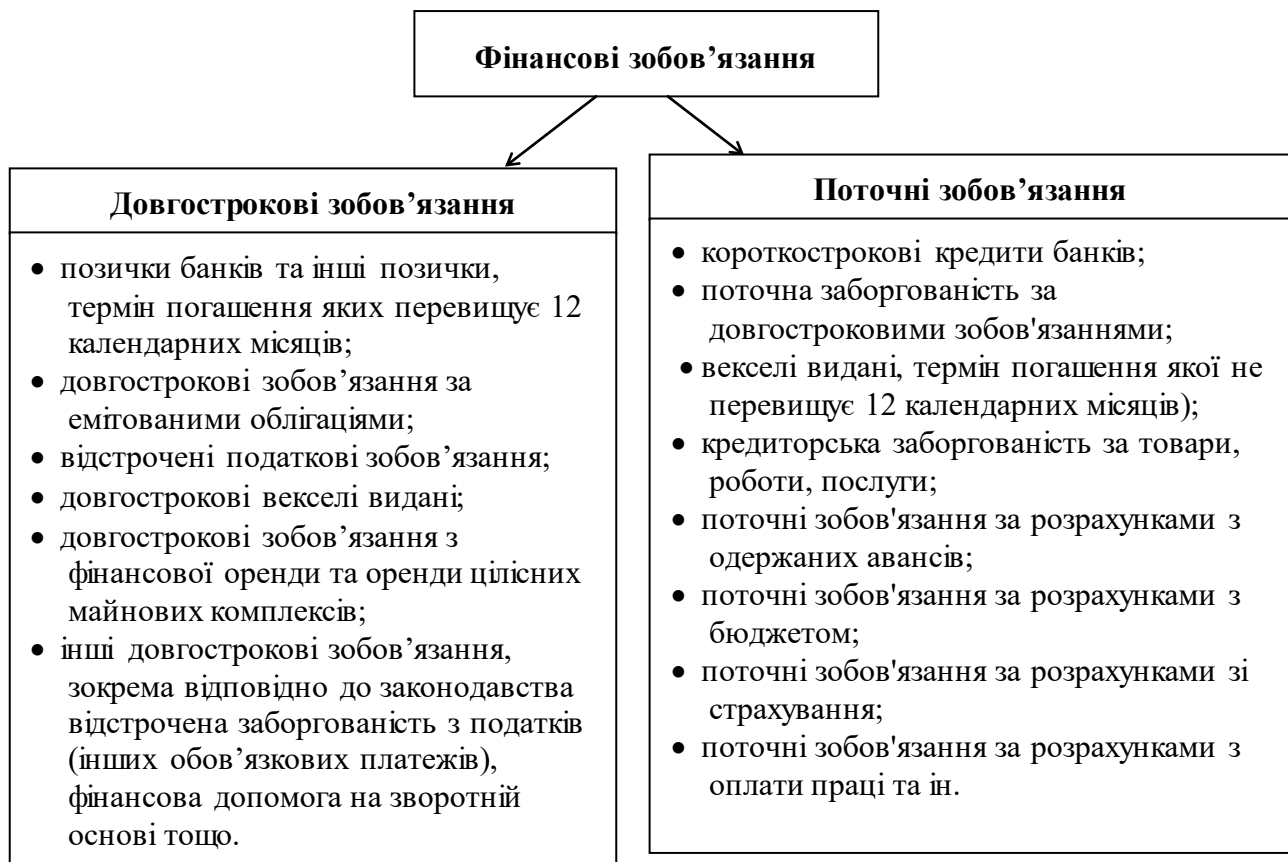 Фінансові зобов’язання
Довгострокові зобов’язання
• позички банків та інші позички,
термін погашення яких перевищує 12
календарних місяців;
• довгострокові зобов’язання за
емітованими облігаціями;
• відстрочені податкові зобов’язання;
• довгострокові векселі видані;
• довгострокові зобов’язання з
фінансової оренди та оренди цілісних
майнових комплексів;
• інші довгострокові зобов’язання,
зокрема відповідно до законодавства
відстрочена заборгованість з податків
(інших обов’язкових платежів),
фінансова допомога на зворотній
основі тощо.
Поточні зобов’язання
• короткострокові кредити банків;
• поточна заборгованість за
довгостроковими зобов'язаннями;
• векселі видані, термін погашення якої не
перевищує 12 календарних місяців);
• кредиторська заборгованість за товари,
роботи, послуги;
• поточні зобов'язання за розрахунками з
одержаних авансів;
• поточні зобов'язання за розрахунками з
бюджетом;
• поточні зобов'язання за розрахунками зі
страхування;
• поточні зобов'язання за розрахунками з
оплати праці та ін.